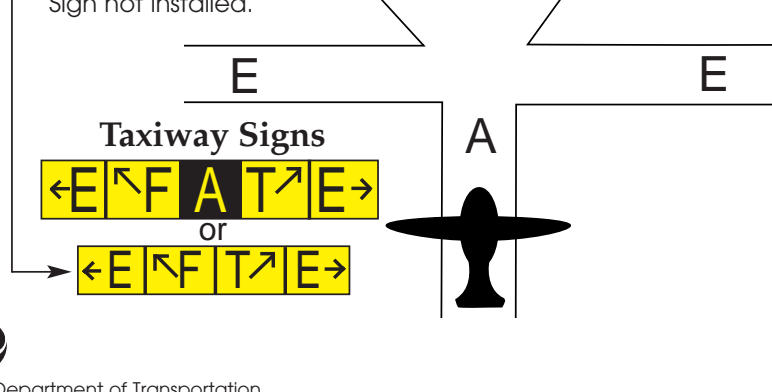 Sign not installed.
E
E
Taxiway Signs
A
←E ↖F A T↗ E→
or
←E ↖F T↗ E→
Department of Transportation